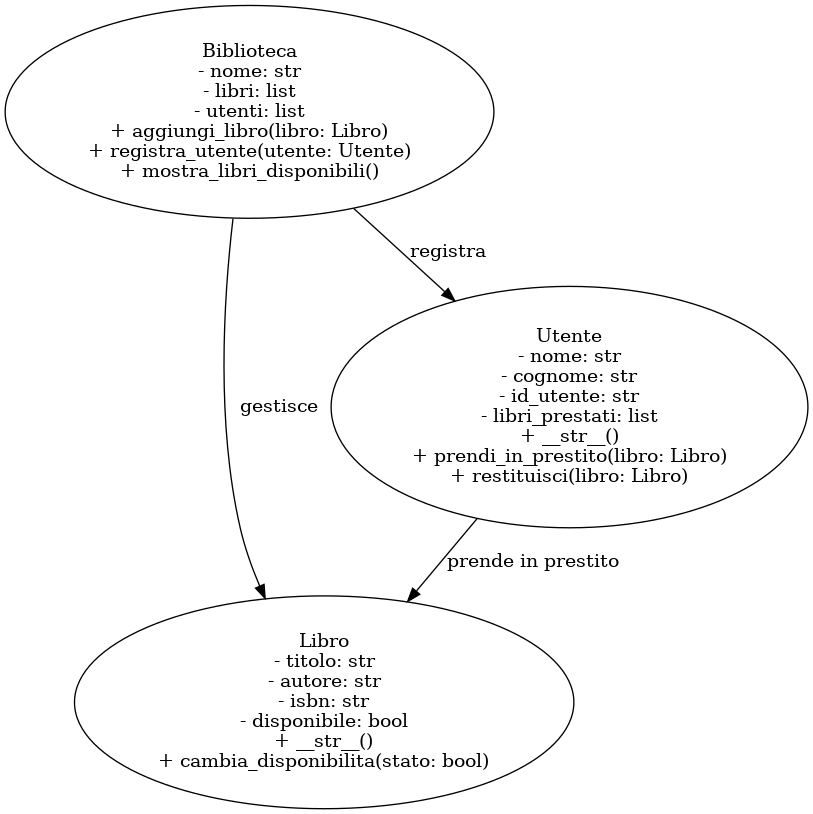 Biblioteca
- nome: str
- libri: list
- utenti: list
+ aggiungi_libro(libro: Libro)
+ registra_utente(utente: Utente)
+ mostra_libri_disponibili()
registra
Utente
- nome: str
- cognome: str
- id_utente: str
- libri_prestati: list
+ __str__()
+ prendi_in_prestito(libro: Libro)
+ restituisci(libro: Libro)
gestisce
prende in prestito
Libro
- titolo: str
- autore: str
- isbn: str
- disponibile: bool
+ __str__()
+ cambia_disponibilita(stato: bool)